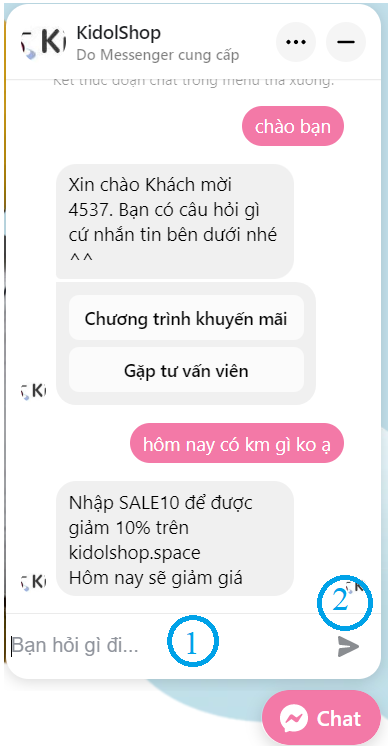 KidolShop
Do Messenger cung cấp
Kết thúc đoạn chat trong menu thả xuống.
chào bạn
Xin chào Khách mời
4537. Bạn có câu hỏi gì
cứ nhắn tin bên dưới nhé
^^
Chương trình khuyến mãi
Gặp tư vấn viên
Ki
hôm nay có km gì ko ạ
Nhập SALE10 để được
giảm 10% trên
kidolshop.space
Hôm nay sẽ giảm giá
Ki
2
Bạn hỏi gì đi...
1
Chat